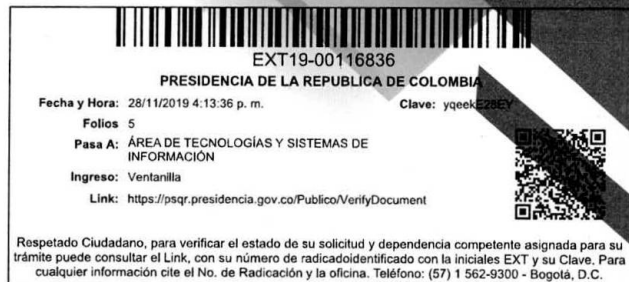 EXT19-00116836
PRESIDENCIA DE LA REPUBLICA DE COLOMBIA
Fecha y Hora: 28/11/2019 4:13:36 p. m. Clave: yqeekE28EY
Folios 5
Pasa A: ÁREA DE TECNOLOGÍAS Y SISTEMAS DE
INFORMACIÓN
Ingreso: Ventanilla
Link: https://psqr.presidencia.gov.co/Publico/VerifyDocument
Respetado Ciudadano, para verificar el estado de su solicitud y dependencia competente asignada para su
trámite puede consultar el Link, con su número de radicadoidentificado con la iniciales EXT y su Clave. Para
cualquier información cite el No. de Radicación y la oficina. Teléfono: (57) 1 562-9300 - Bogotá, D.C.